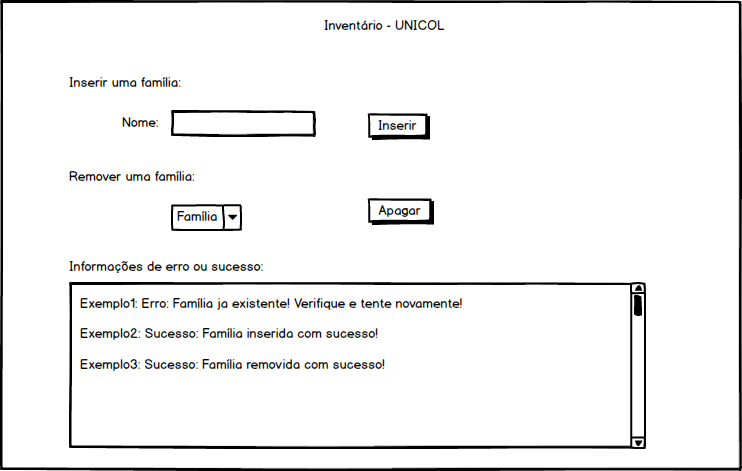 Inventário - UNICOL
Inserir uma família:
Nome:
Inserir
Remover uma família:
Família
Apagar
Informações de erro ou sucesso:
Exemplo1: Erro: Família ja existente! Verifique e tente novamente!
Exemplo2: Sucesso: Família inserida com sucesso!
Exemplo3: Sucesso: Família removida com sucesso!